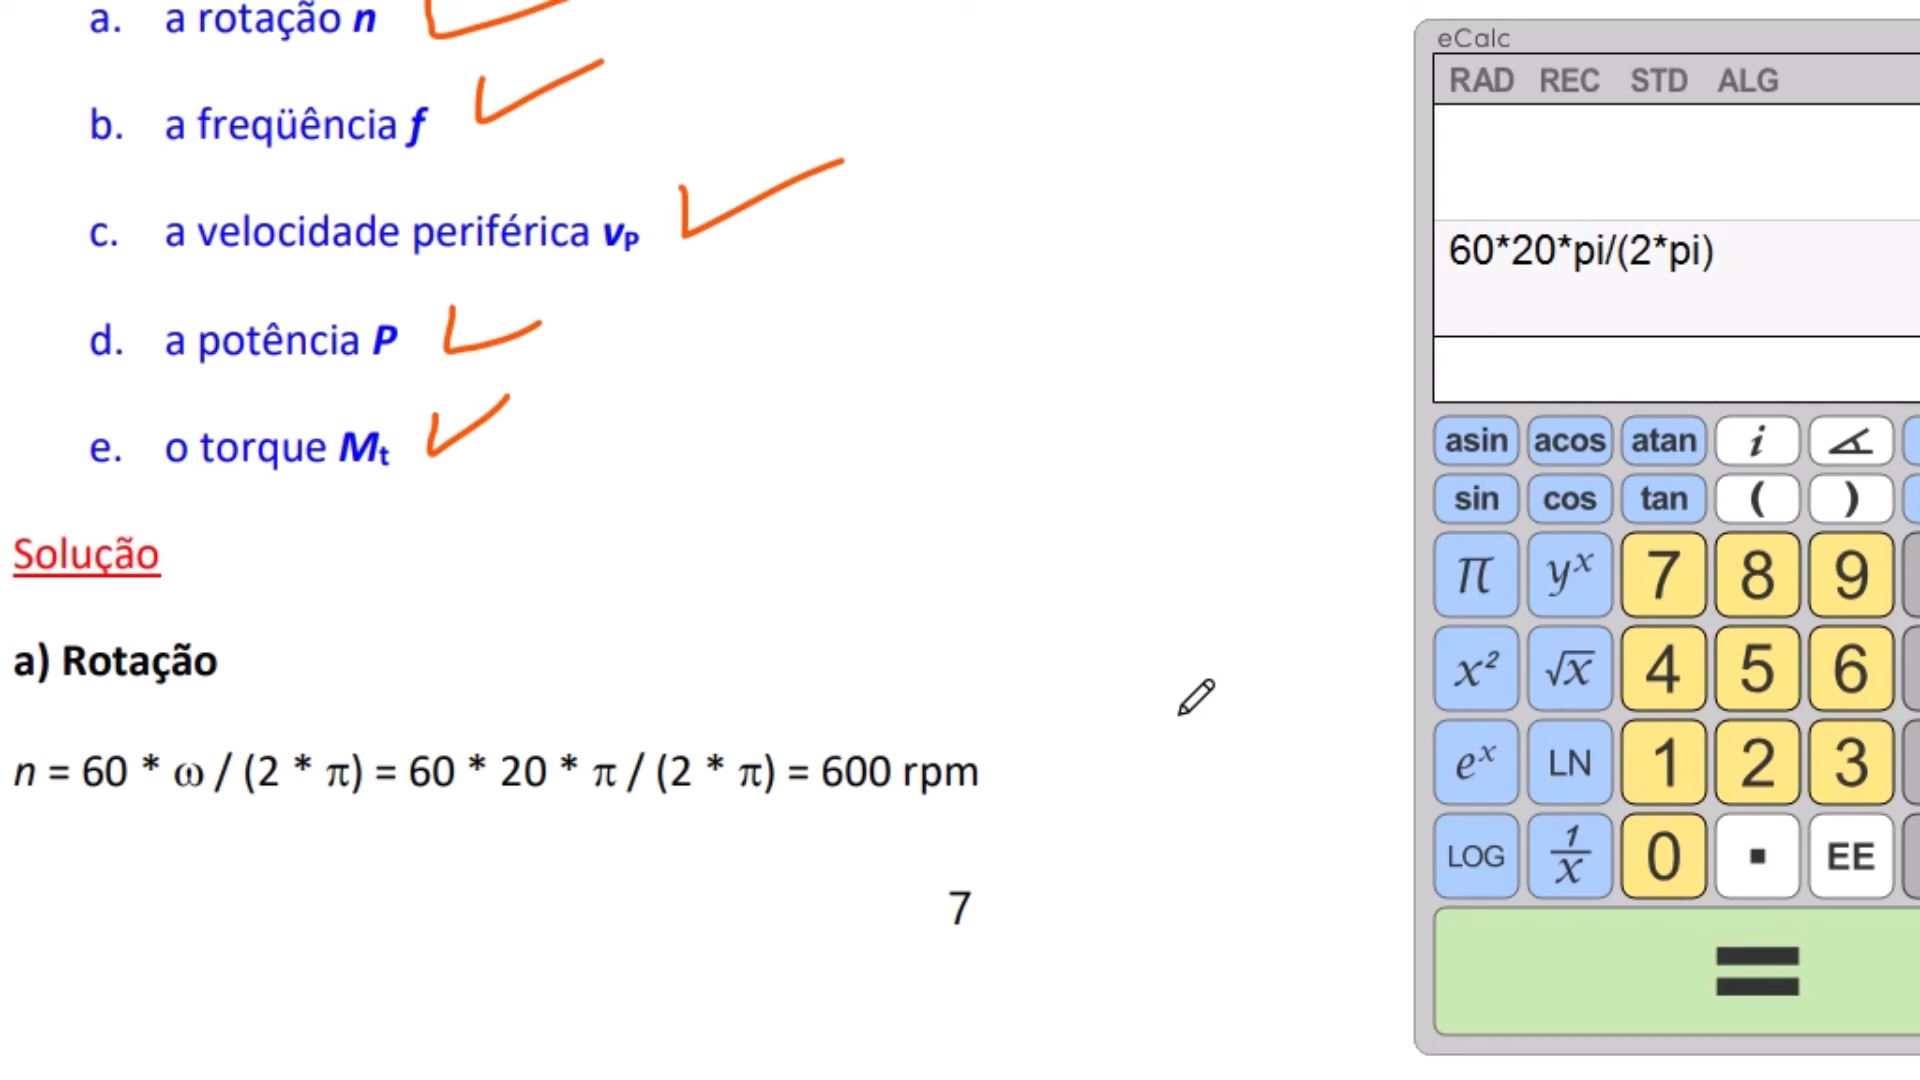 a. a rotação n
b. a freqüência f
c. a velocidade periférica vP
d. a potência P
e. o torque Mt
Solução
a) Rotação
n = 60 * ω / (2 * π) = 60 * 20 * π / (2 * π) = 600 rpm
7
eCalc
RAD REC STD ALG
60*20*pi/(2*pi)
asin acos atan i ∠
sin cos tan ( )
π yˣ 7 8 9
x² √x 4 5 6
eˣ LN 1 2 3
LOG 1/x 0 . EE
=